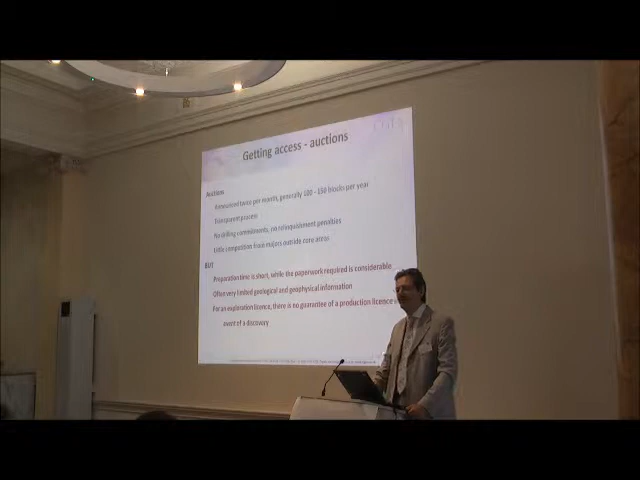 Getting access - auctions
Auctions
Announced twice per month, generally 100 - 150 blocks per year
Transparent process
No drilling commitments, no relinquishment penalties
Little competition from majors outside core areas
BUT
Preparation time is short, while the paperwork required is considerable
Often very limited geological and geophysical information
For an exploration licence, there is no guarantee of a production licence
event of a discovery